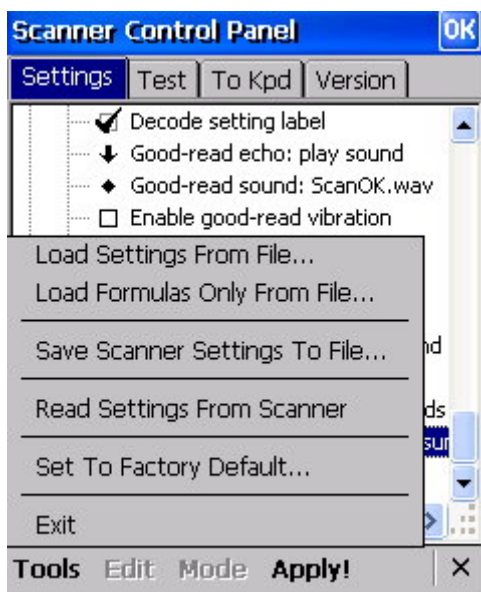 Scanner Control Panel OK
Settings Test To Kpd Version
Decode setting label
Good-read echo: play sound
Good-read sound: ScanOK.wav
Enable good-read vibration
Load Settings From File...
Load Formulas Only From File...
Save Scanner Settings To File...
Read Settings From Scanner
Set To Factory Default...
Exit
Tools Edit Mode Apply!